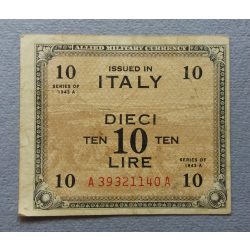 ALLIED MILITARY CURRENCY
10 ISSUED IN 10
ITALY
SERIES OF
1943 A
DIECI
TEN 10 TEN
LIRE
SERIES OF
1943 A
10 A39321140A 10